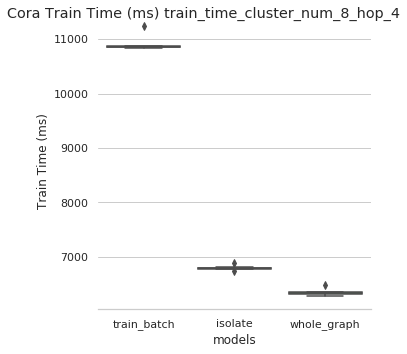 Cora Train Time (ms) train_time_cluster_num_8_hop_4
11000
10000
9000
8000
7000
Train Time (ms)
train_batch isolate whole_graph
models